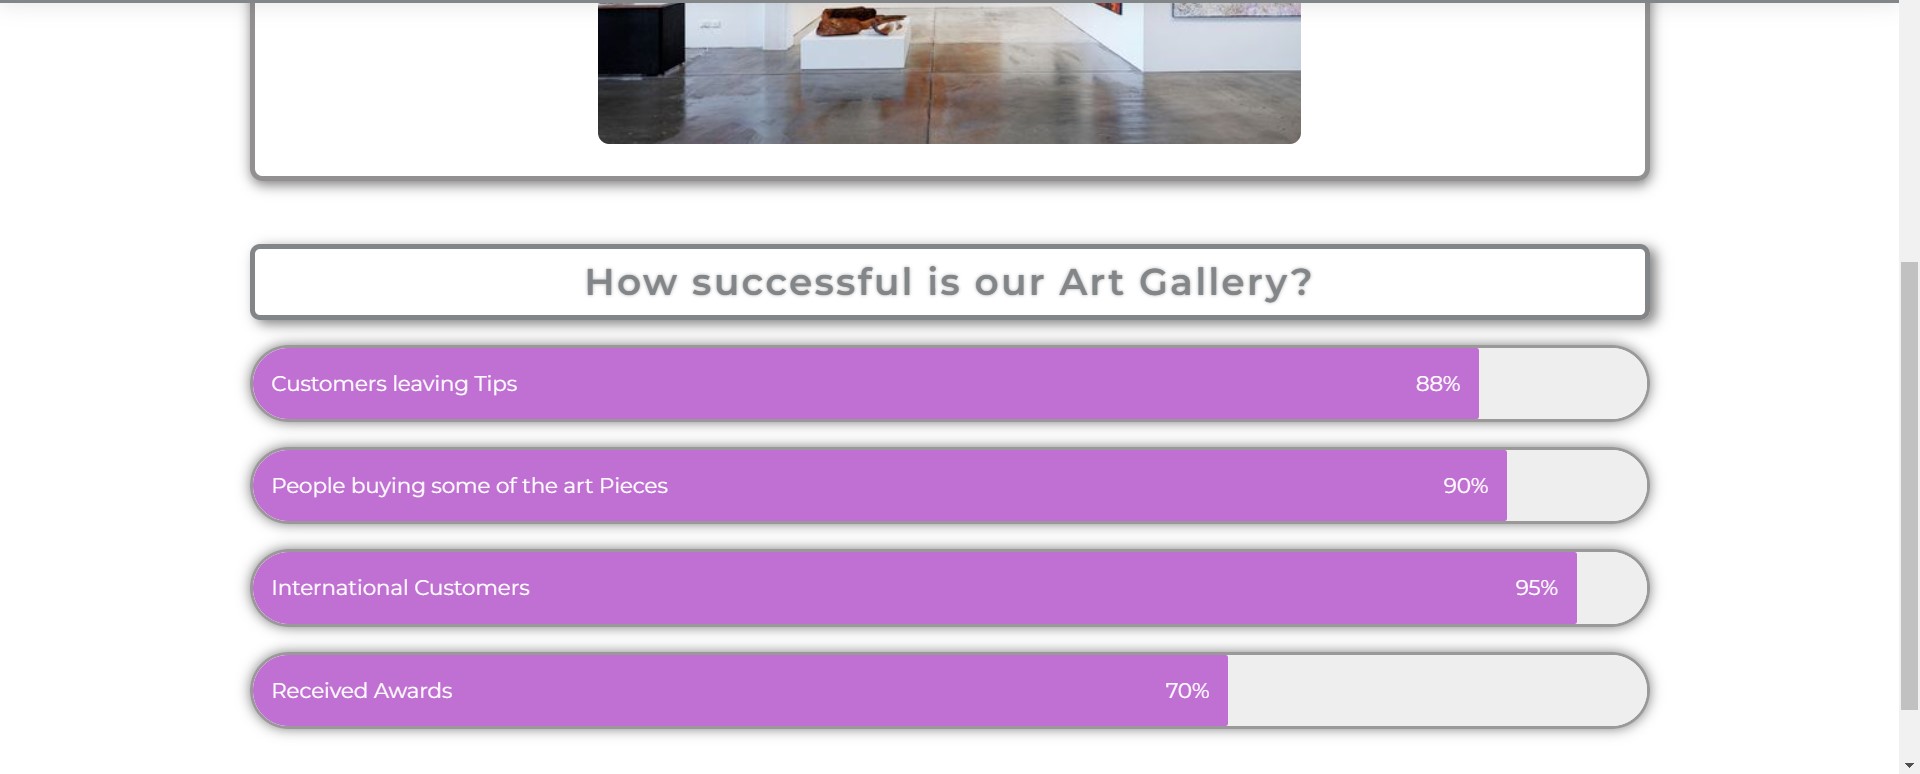 How successful is our Art Gallery?
Customers leaving Tips 88%
People buying some of the art Pieces 90%
International Customers 95%
Received Awards 70%